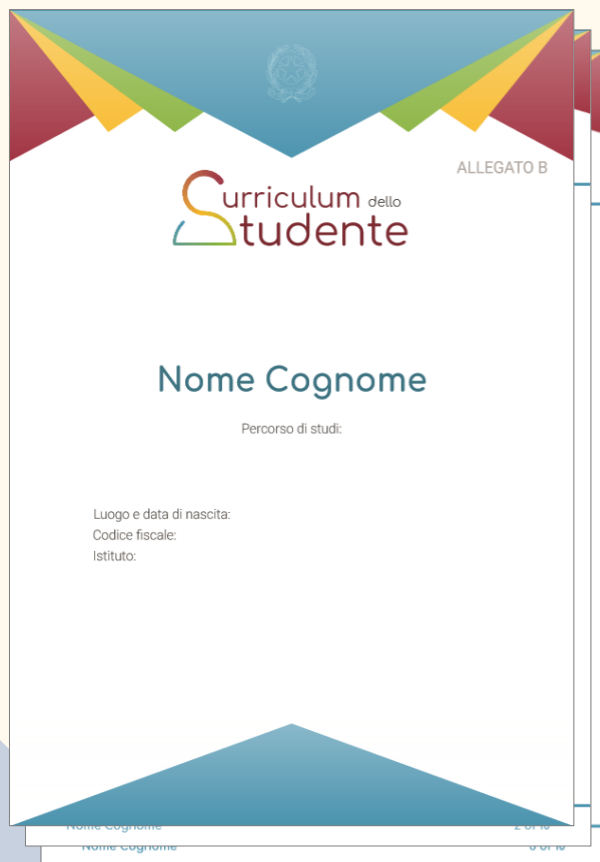 ALLEGATO B
Curriculum dello
Studente
Nome Cognome
Percorso di studi:
Luogo e data di nascita:
Codice fiscale:
Istituto:
Nome Cognome
Nome Cognome